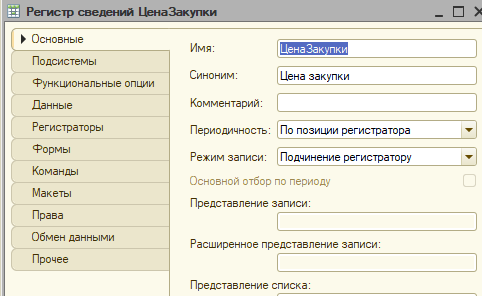 Регистр сведений ЦенаЗакупки
Основные
Подсистемы
Функциональные опции
Данные
Регистраторы
Формы
Команды
Макеты
Права
Обмен данными
Прочее
Имя: ЦенаЗакупки
Синоним: Цена закупки
Комментарий:
Периодичность: По позиции регистратора
Режим записи: Подчинение регистратору
Основной отбор по периоду
Представление записи:
Расширенное представление записи:
Представление списка: